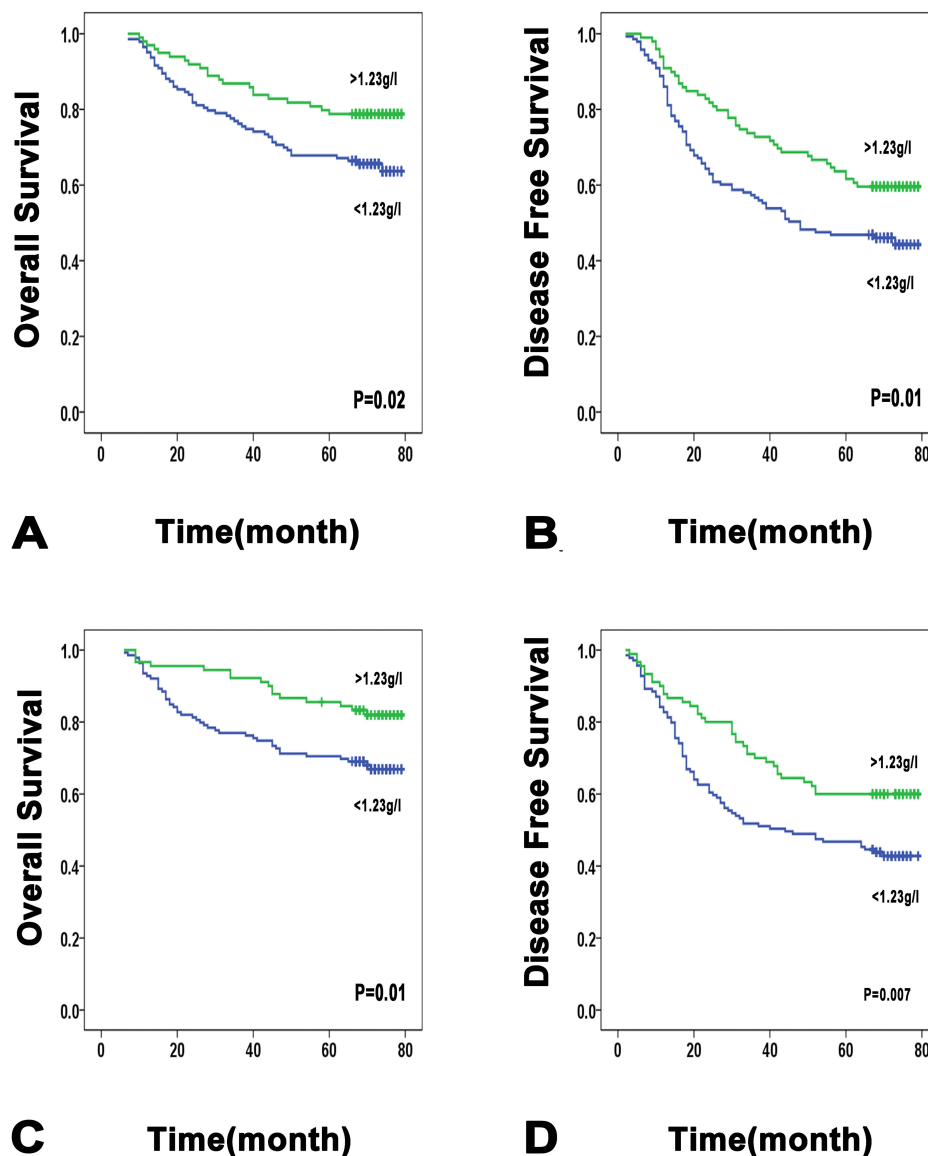 Overall Survival
1.0
0.8
0.6
0.4
0.2
0.0
>1.23g/l
<1.23g/l
P=0.02
0 20 40 60 80
A Time(month)
Disease Free Survival
1.0
0.8
0.6
0.4
0.2
0.0
>1.23g/l
<1.23g/l
P=0.01
0 20 40 60 80
B Time(month)
Overall Survival
1.0
0.8
0.6
0.4
0.2
0.0
>1.23g/l
<1.23g/l
P=0.01
0 20 40 60 80
C Time(month)
Disease Free Survival
1.0
0.8
0.6
0.4
0.2
0.0
>1.23g/l
<1.23g/l
P=0.007
0 20 40 60 80
D Time(month)